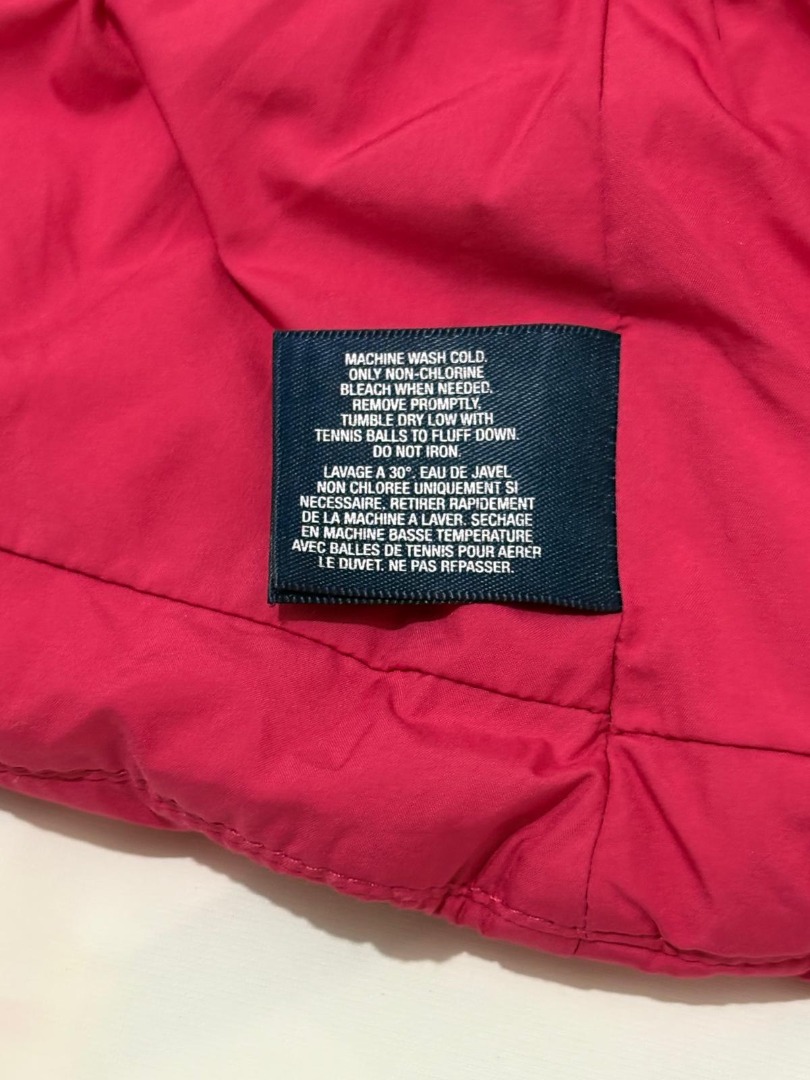 MACHINE WASH COLD.
ONLY NON-CHLORINE
BLEACH WHEN NEEDED.
REMOVE PROMPTLY.
TUMBLE DRY LOW WITH
TENNIS BALLS TO FLUFF DOWN.
DO NOT IRON.
LAVAGE A 30°. EAU DE JAVEL
NON CHLOREE UNIQUEMENT SI
NECESSAIRE. RETIRER RAPIDEMENT
DE LA MACHINE A LAVER. SECHAGE
EN MACHINE BASSE TEMPERATURE
AVEC BALLES DE TENNIS POUR AERER
LE DUVET. NE PAS REPASSER.